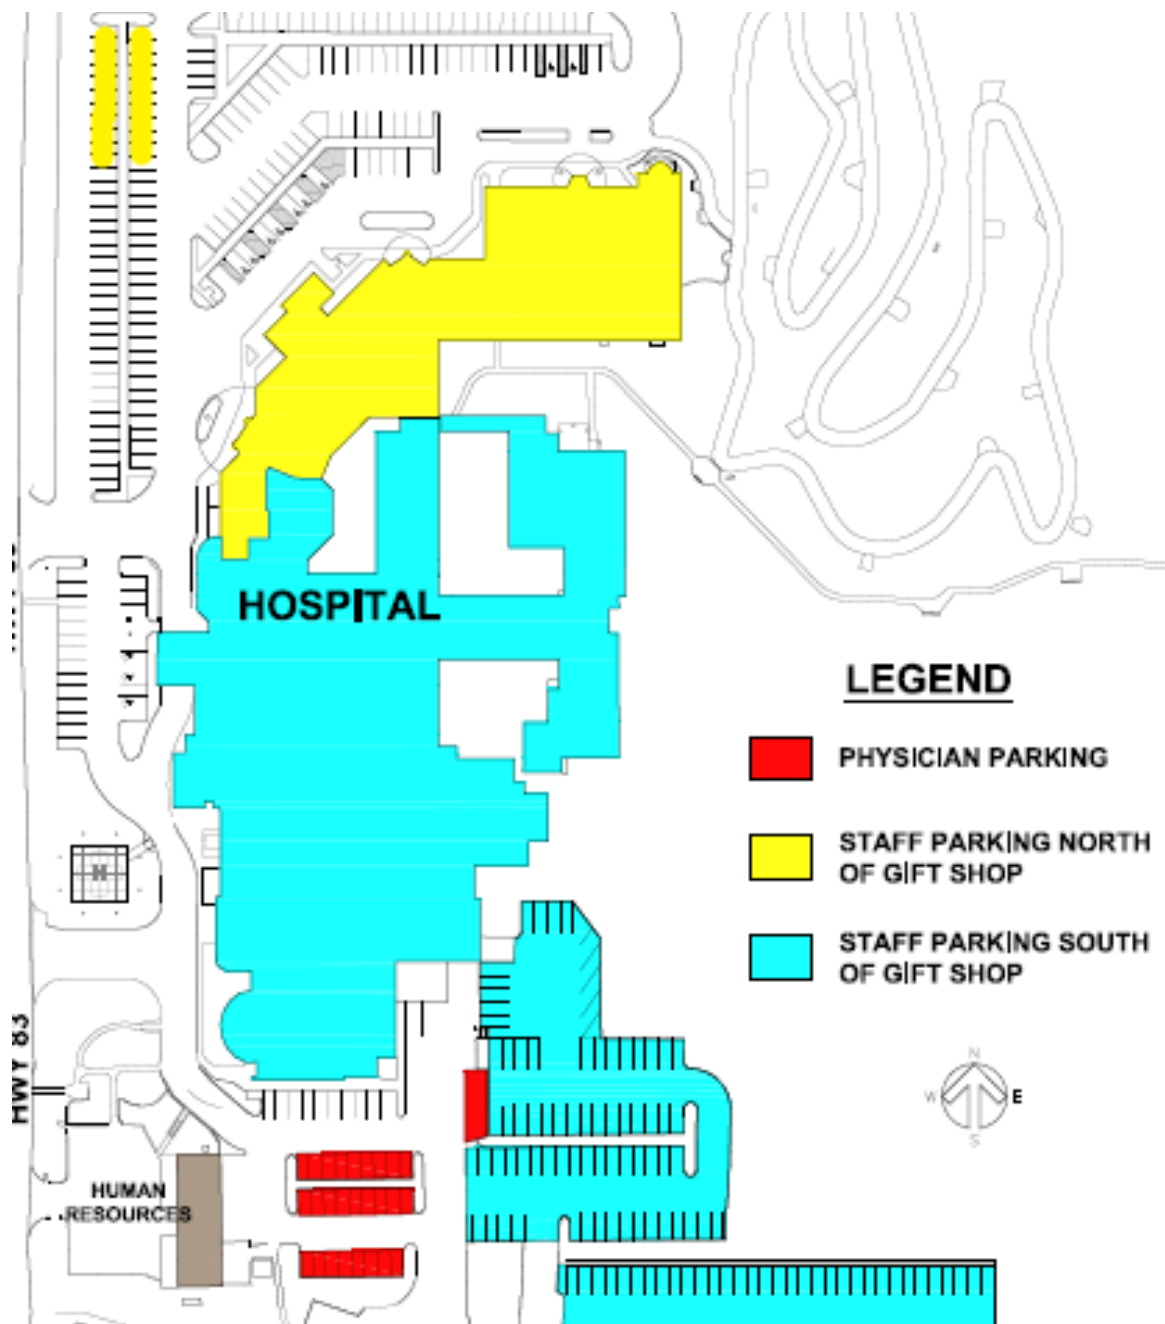 HOSPITAL
LEGEND
PHYSICIAN PARKING
STAFF PARKING NORTH
OF GIFT SHOP
STAFF PARKING SOUTH
OF GIFT SHOP
H
HWY 83
N
W
E
S
HUMAN
RESOURCES